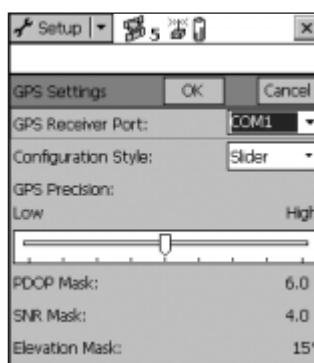 Setup
5
GPS Settings OK Cancel
GPS Receiver Port: COM1
Configuration Style: Slider
GPS Precision:
Low High
PDOP Mask: 6.0
SNR Mask: 4.0
Elevation Mask: 15°